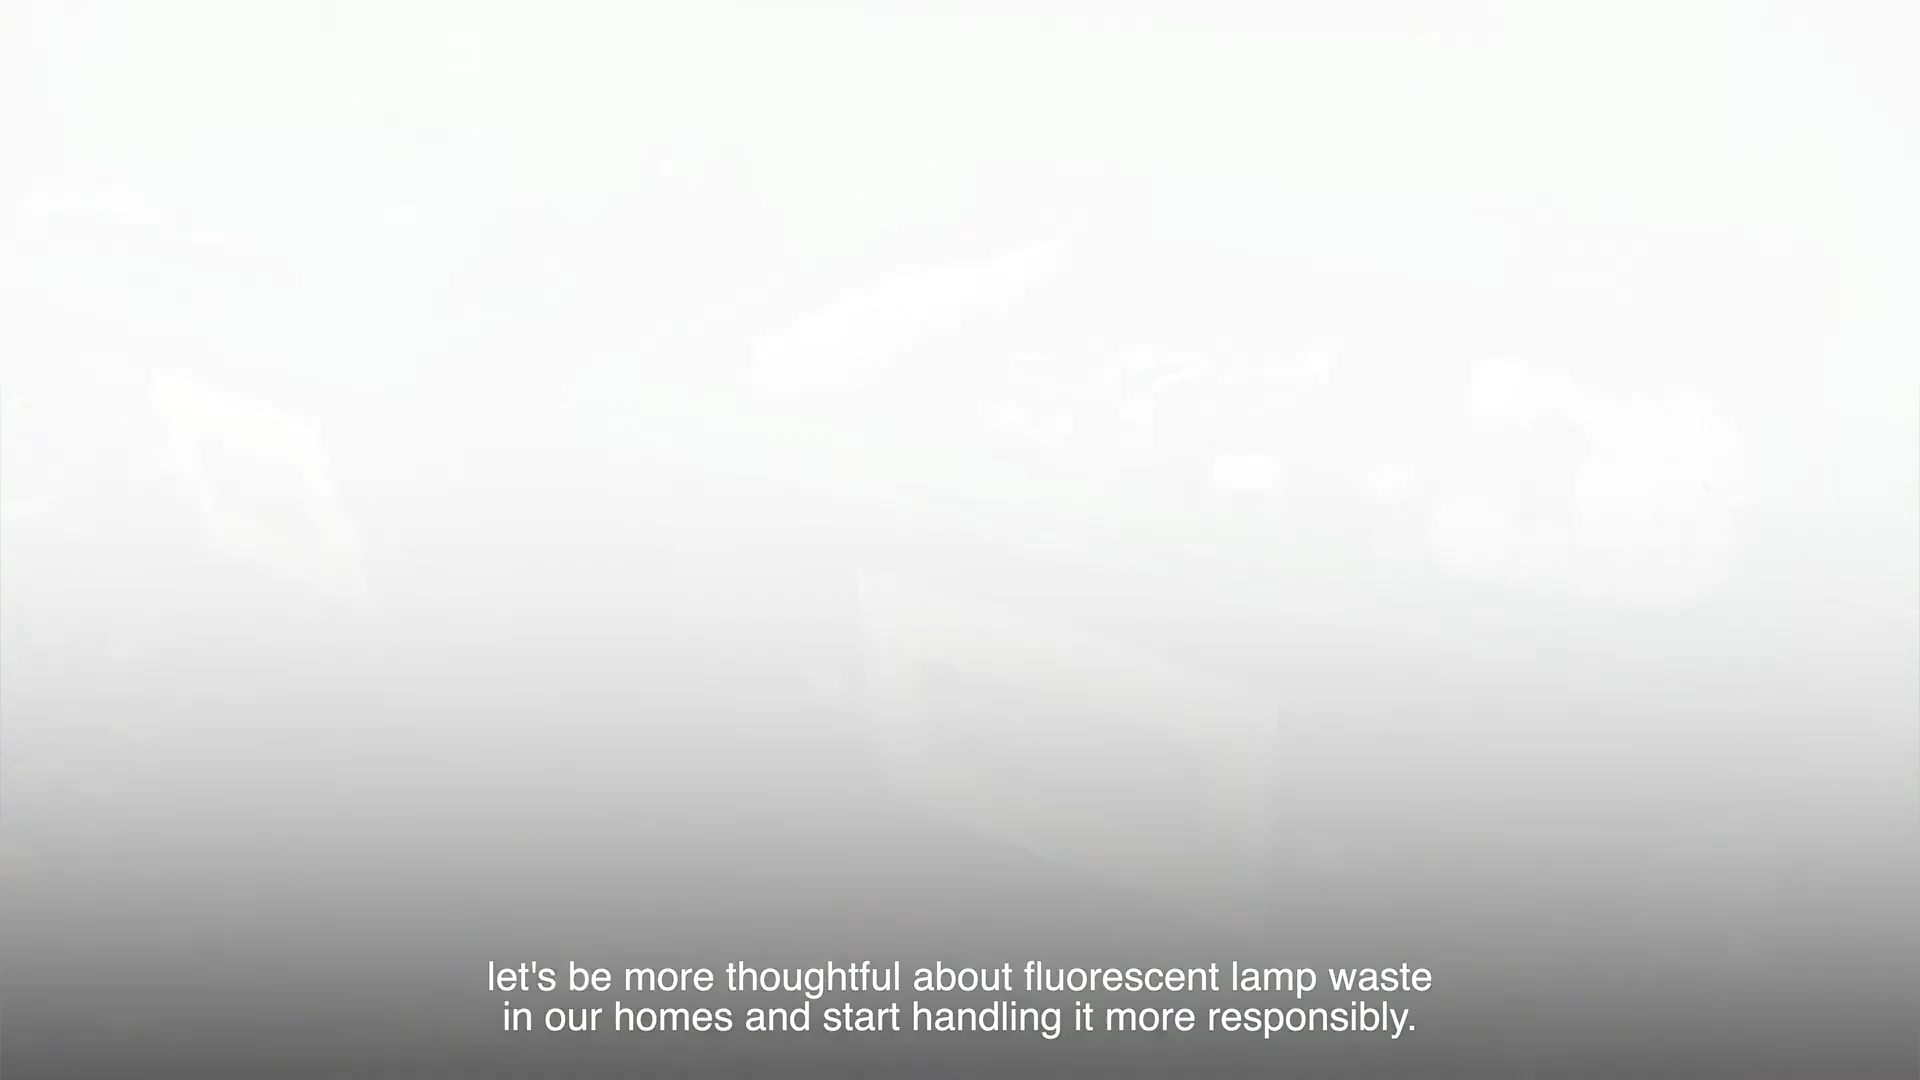 let's be more thoughtful about fluorescent lamp waste
in our homes and start handling it more responsibly.